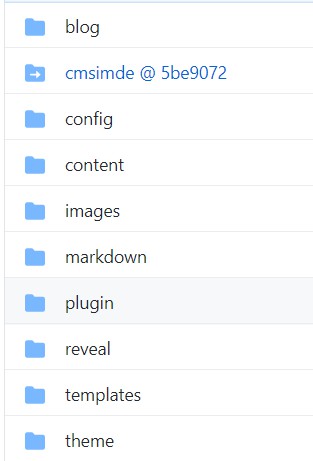 blog
cmsimde @ 5be9072
config
content
images
markdown
plugin
reveal
templates
theme